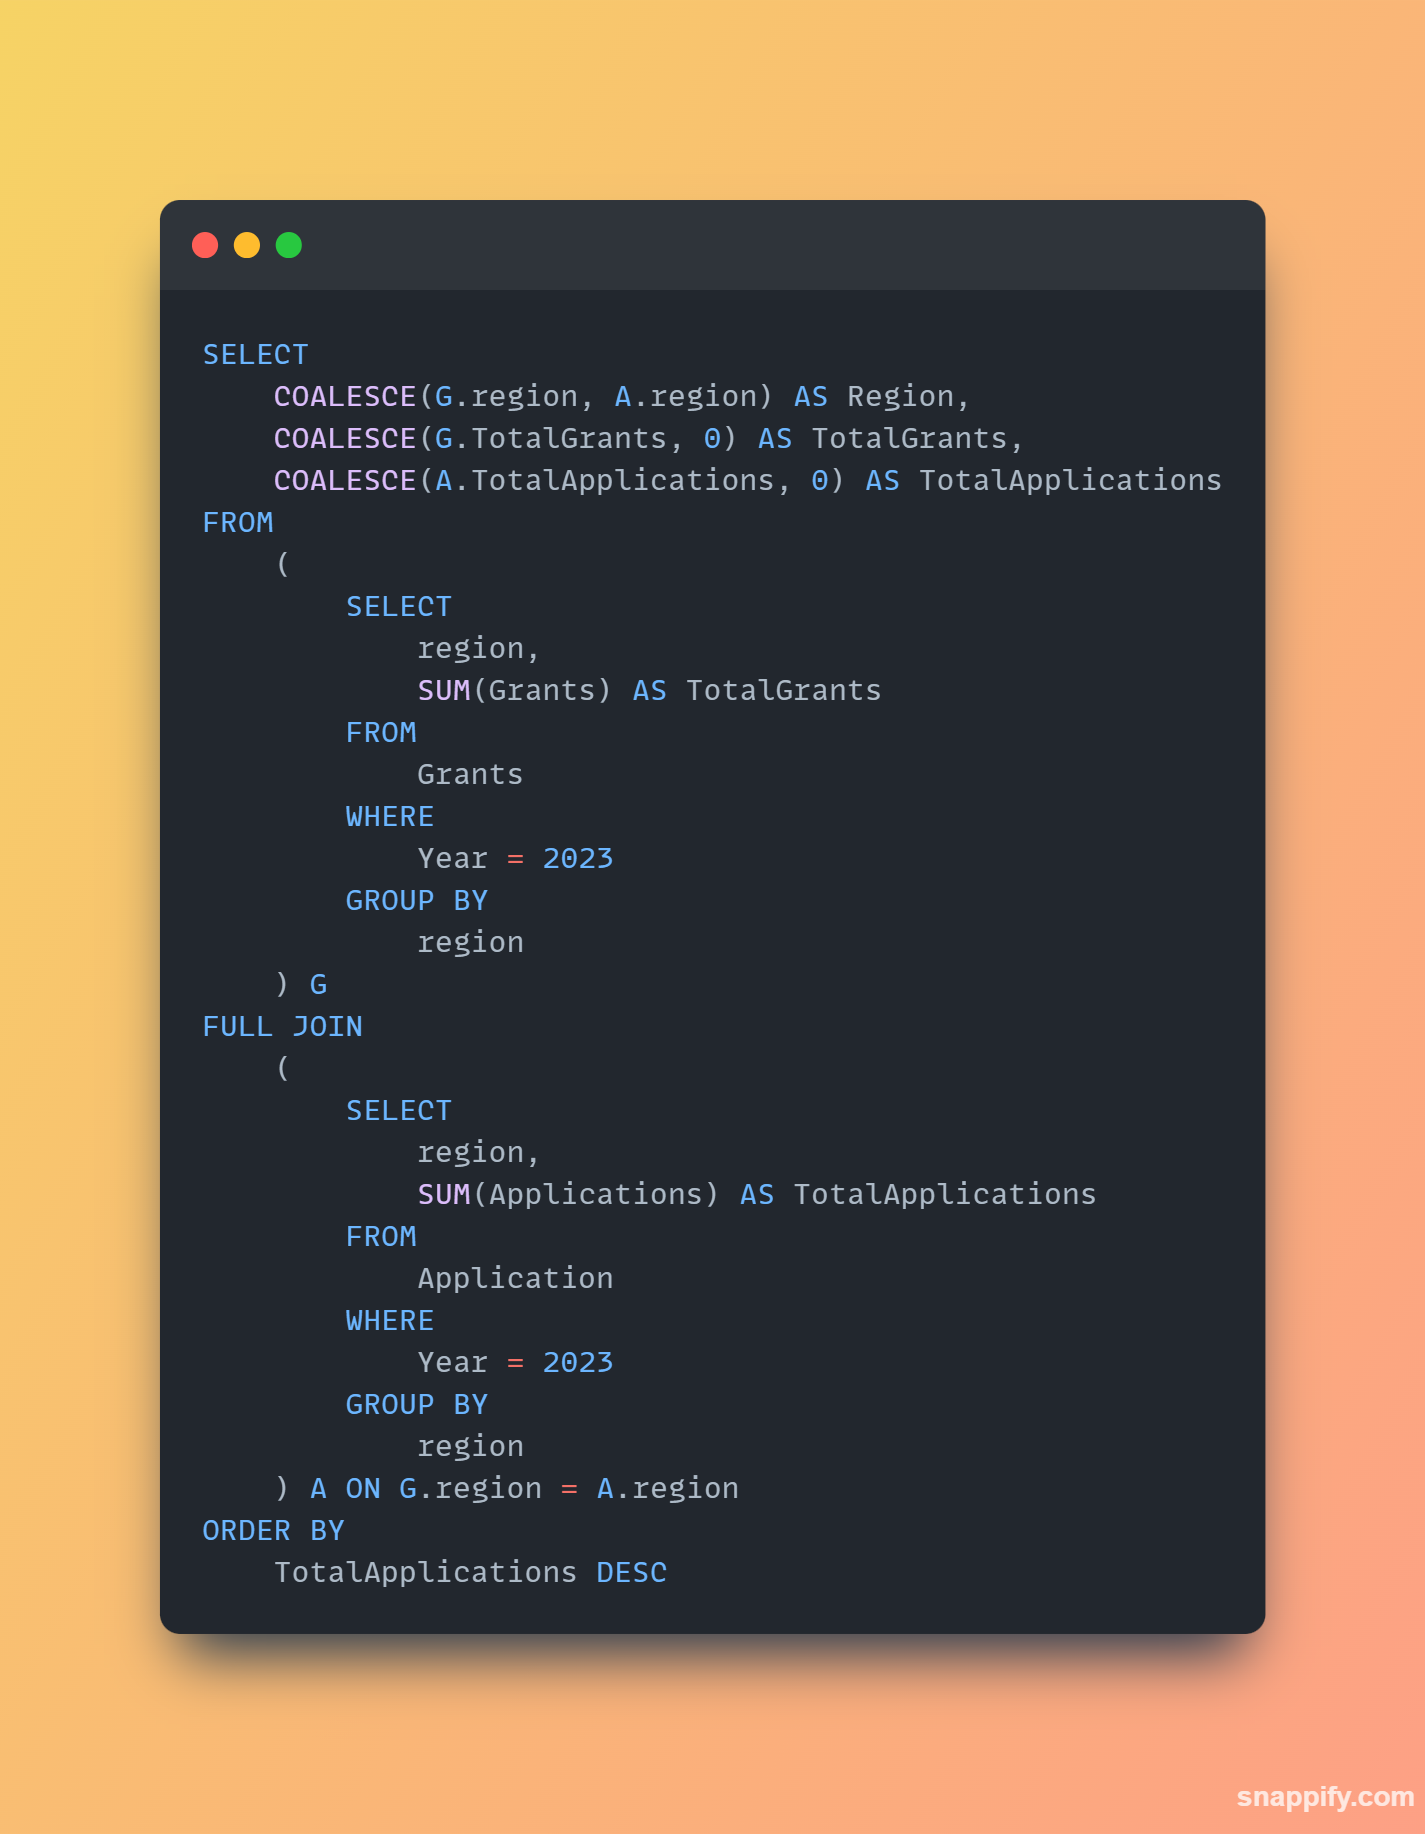 SELECT
    COALESCE(G.region, A.region) AS Region,
    COALESCE(G.TotalGrants, 0) AS TotalGrants,
    COALESCE(A.TotalApplications, 0) AS TotalApplications
FROM
    (
        SELECT
            region,
            SUM(Grants) AS TotalGrants
        FROM
            Grants
        WHERE
            Year = 2023
        GROUP BY
            region
    ) G
FULL JOIN
    (
        SELECT
            region,
            SUM(Applications) AS TotalApplications
        FROM
            Application
        WHERE
            Year = 2023
        GROUP BY
            region
    ) A ON G.region = A.region
ORDER BY
    TotalApplications DESC
snappify.com